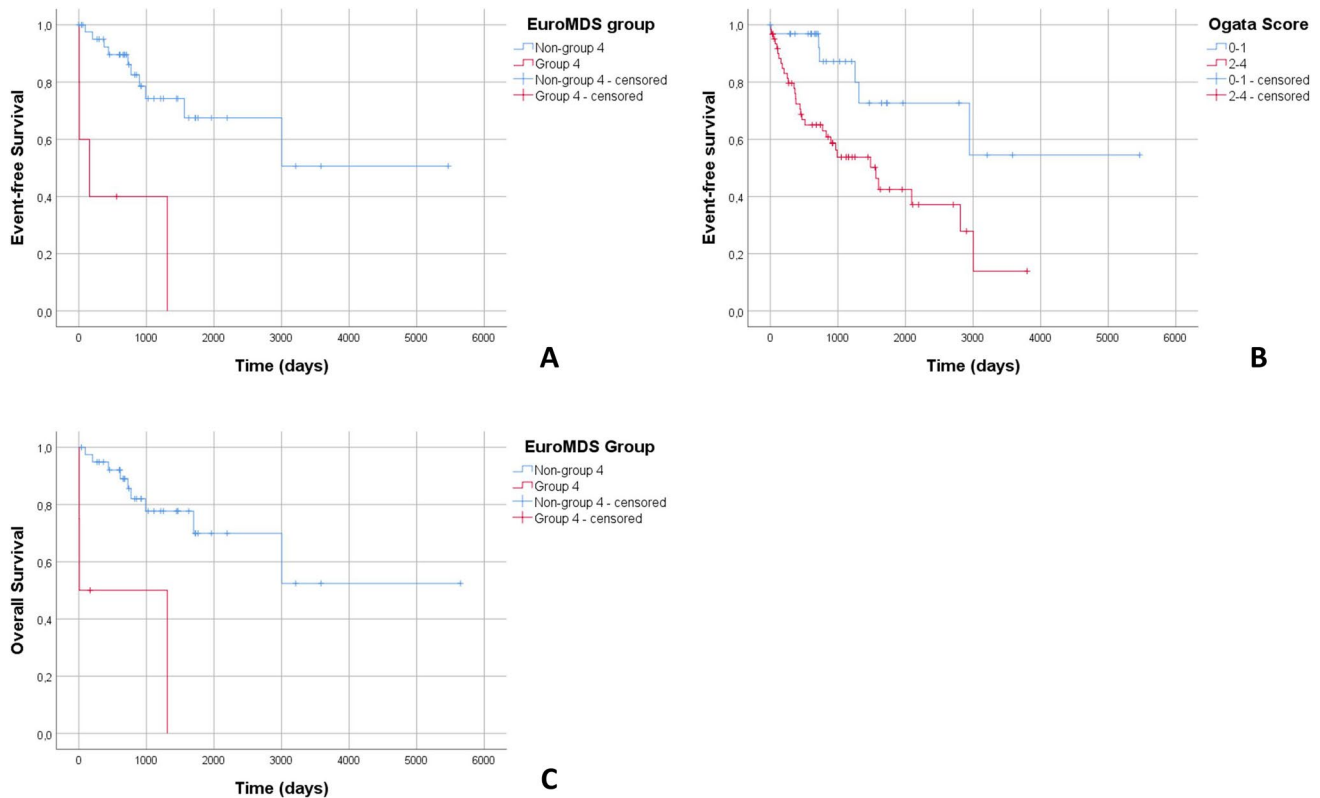 EuroMDS group
Non-group 4
Group 4
Non-group 4 - censored
Group 4 - censored
Event-free Survival
1,0
0,8
0,6
0,4
0,2
0,0
0 1000 2000 3000 4000 5000 6000
Time (days)
A
Ogata Score
0-1
2-4
0-1 - censored
2-4 - censored
Event-free survival
1,0
0,8
0,6
0,4
0,2
0,0
0 1000 2000 3000 4000 5000 6000
Time (days)
B
EuroMDS Group
Non-group 4
Group 4
Non-group 4 - censored
Group 4 - censored
Overall Survival
1,0
0,8
0,6
0,4
0,2
0,0
0 1000 2000 3000 4000 5000 6000
Time (days)
C